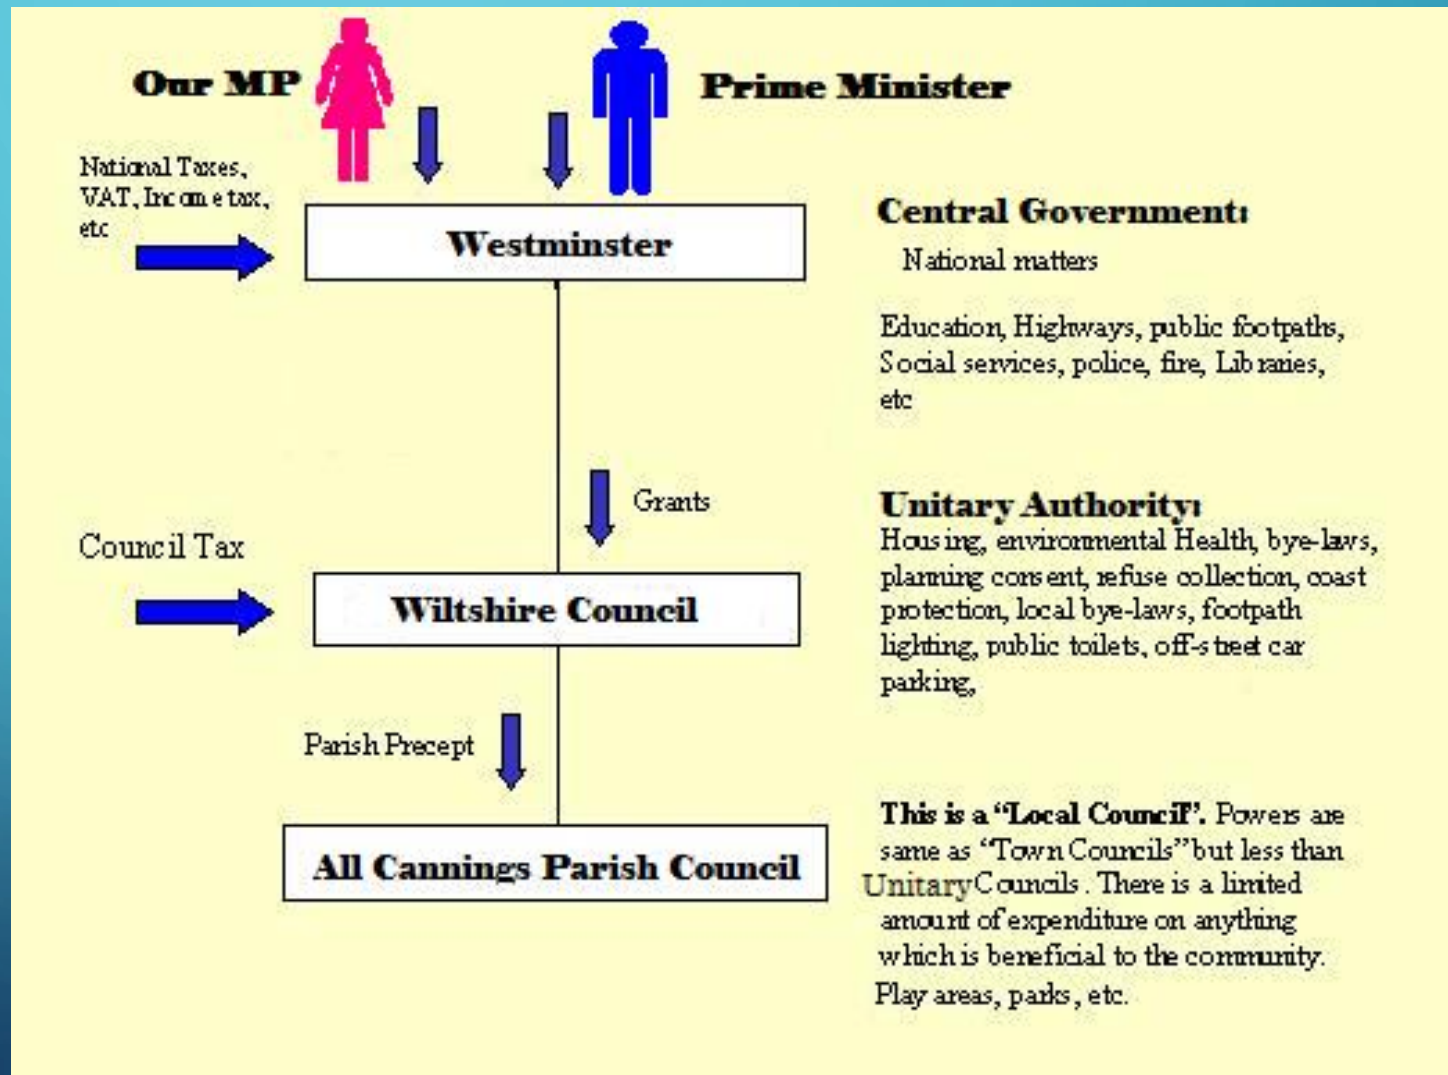 Our MP
Prime Minister
National Taxes,
VAT, Income tax,
etc
Westminster
Central Government:
National matters
Education, Highways, public footpaths,
Social services, police, fire, Libraries,
etc
Grants
Council Tax
Wiltshire Council
Unitary Authority:
Housing, environmental Health, bye-laws,
planning consent, refuse collection, coast
protection, local bye-laws, footpath
lighting, public toilets, off-street car
parking,
Parish Precept
All Cannings Parish Council
This is a “Local Council”. Powers are
same as “Town Councils” but less than
Unitary Councils. There is a limited
amount of expenditure on anything
which is beneficial to the community.
Play areas, parks, etc.